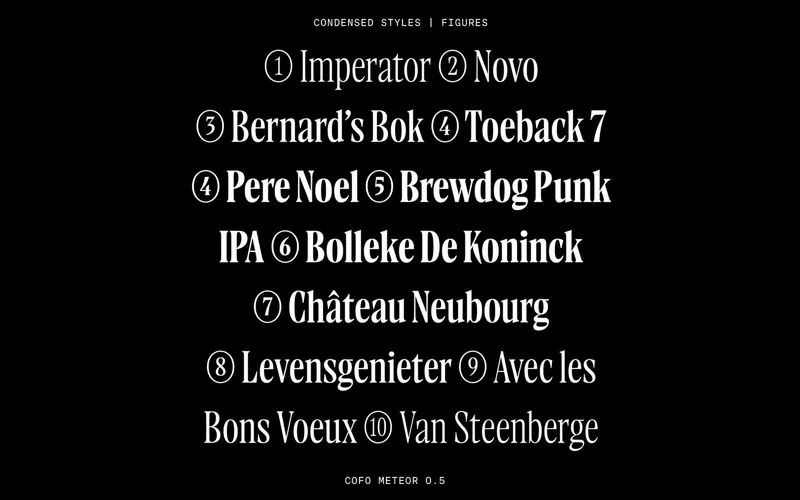 CONDENSED STYLES | FIGURES
① Imperator ② Novo
③ Bernard’s Bok ④ Toeback 7
④ Pere Noel ⑤ Brewdog Punk
IPA ⑥ Bolleke De Koninck
⑦ Château Neubourg
⑧ Levensgenieter ⑨ Avec les
Bons Voeux ⑩ Van Steenberge
COFO METEOR 0.5